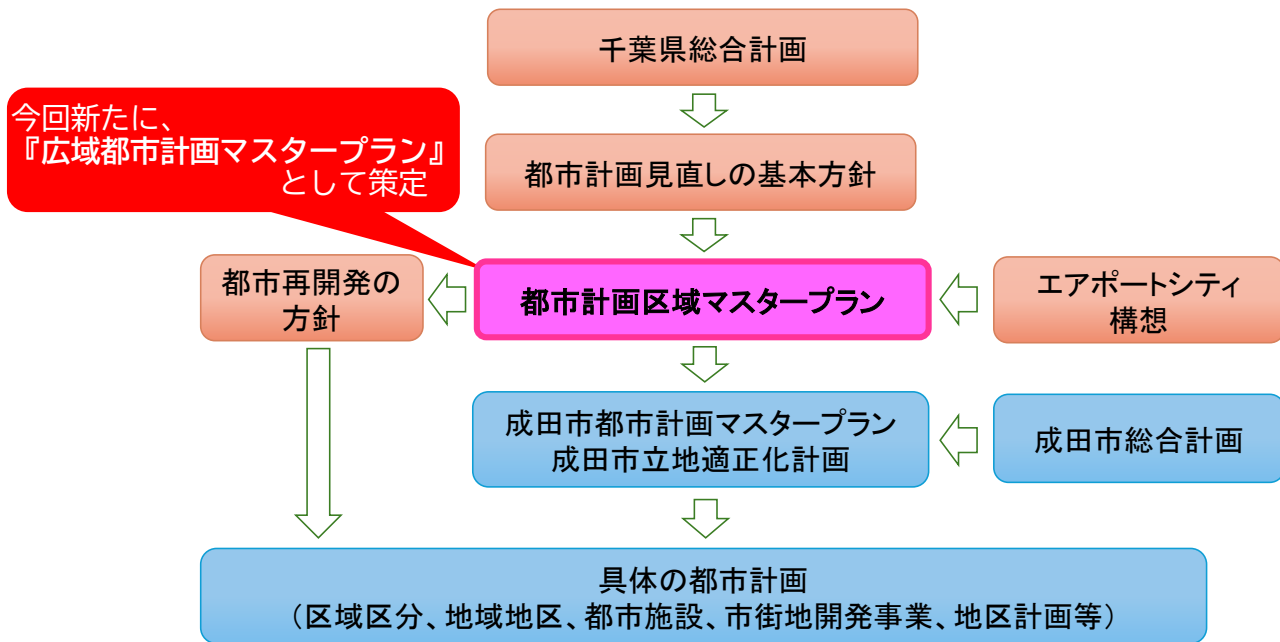 千葉県総合計画
今回新たに、
『広域都市計画マスタープラン』
として策定
都市計画見直しの基本方針
都市再開発の
方針
都市計画区域マスタープラン
エアポートシティ
構想
成田市都市計画マスタープラン
成田市立地適正化計画
成田市総合計画
具体の都市計画
（区域区分、地域地区、都市施設、市街地開発事業、地区計画等）